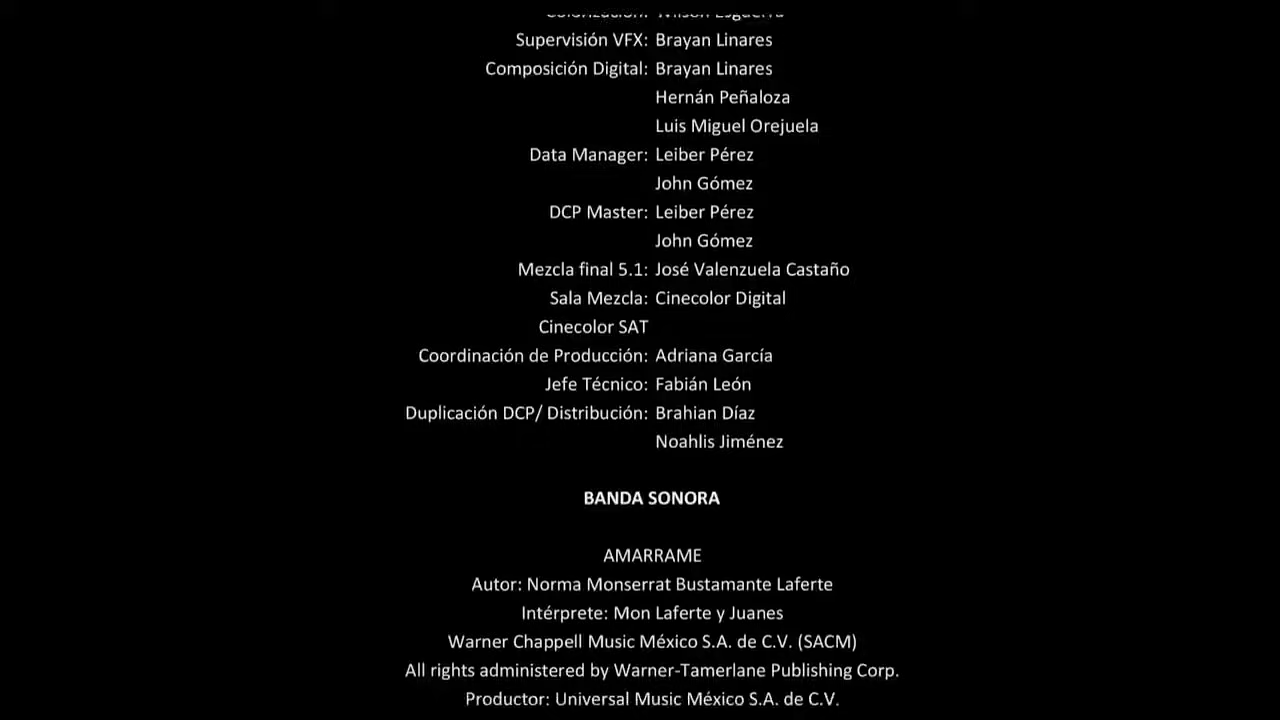 Supervisión VFX: Brayan Linares
Composición Digital: Brayan Linares
Hernán Peñaloza
Luis Miguel Orejuela
Data Manager: Leiber Pérez
John Gómez
DCP Master: Leiber Pérez
John Gómez
Mezcla final 5.1: José Valenzuela Castaño
Sala Mezcla: Cinecolor Digital
Cinecolor SAT
Coordinación de Producción: Adriana García
Jefe Técnico: Fabián León
Duplicación DCP/ Distribución: Brahian Díaz
Noahlis Jiménez
BANDA SONORA
AMARRAME
Autor: Norma Monserrat Bustamante Laferte
Intérprete: Mon Laferte y Juanes
Warner Chappell Music México S.A. de C.V. (SACM)
All rights administered by Warner-Tamerlane Publishing Corp.
Productor: Universal Music México S.A. de C.V.